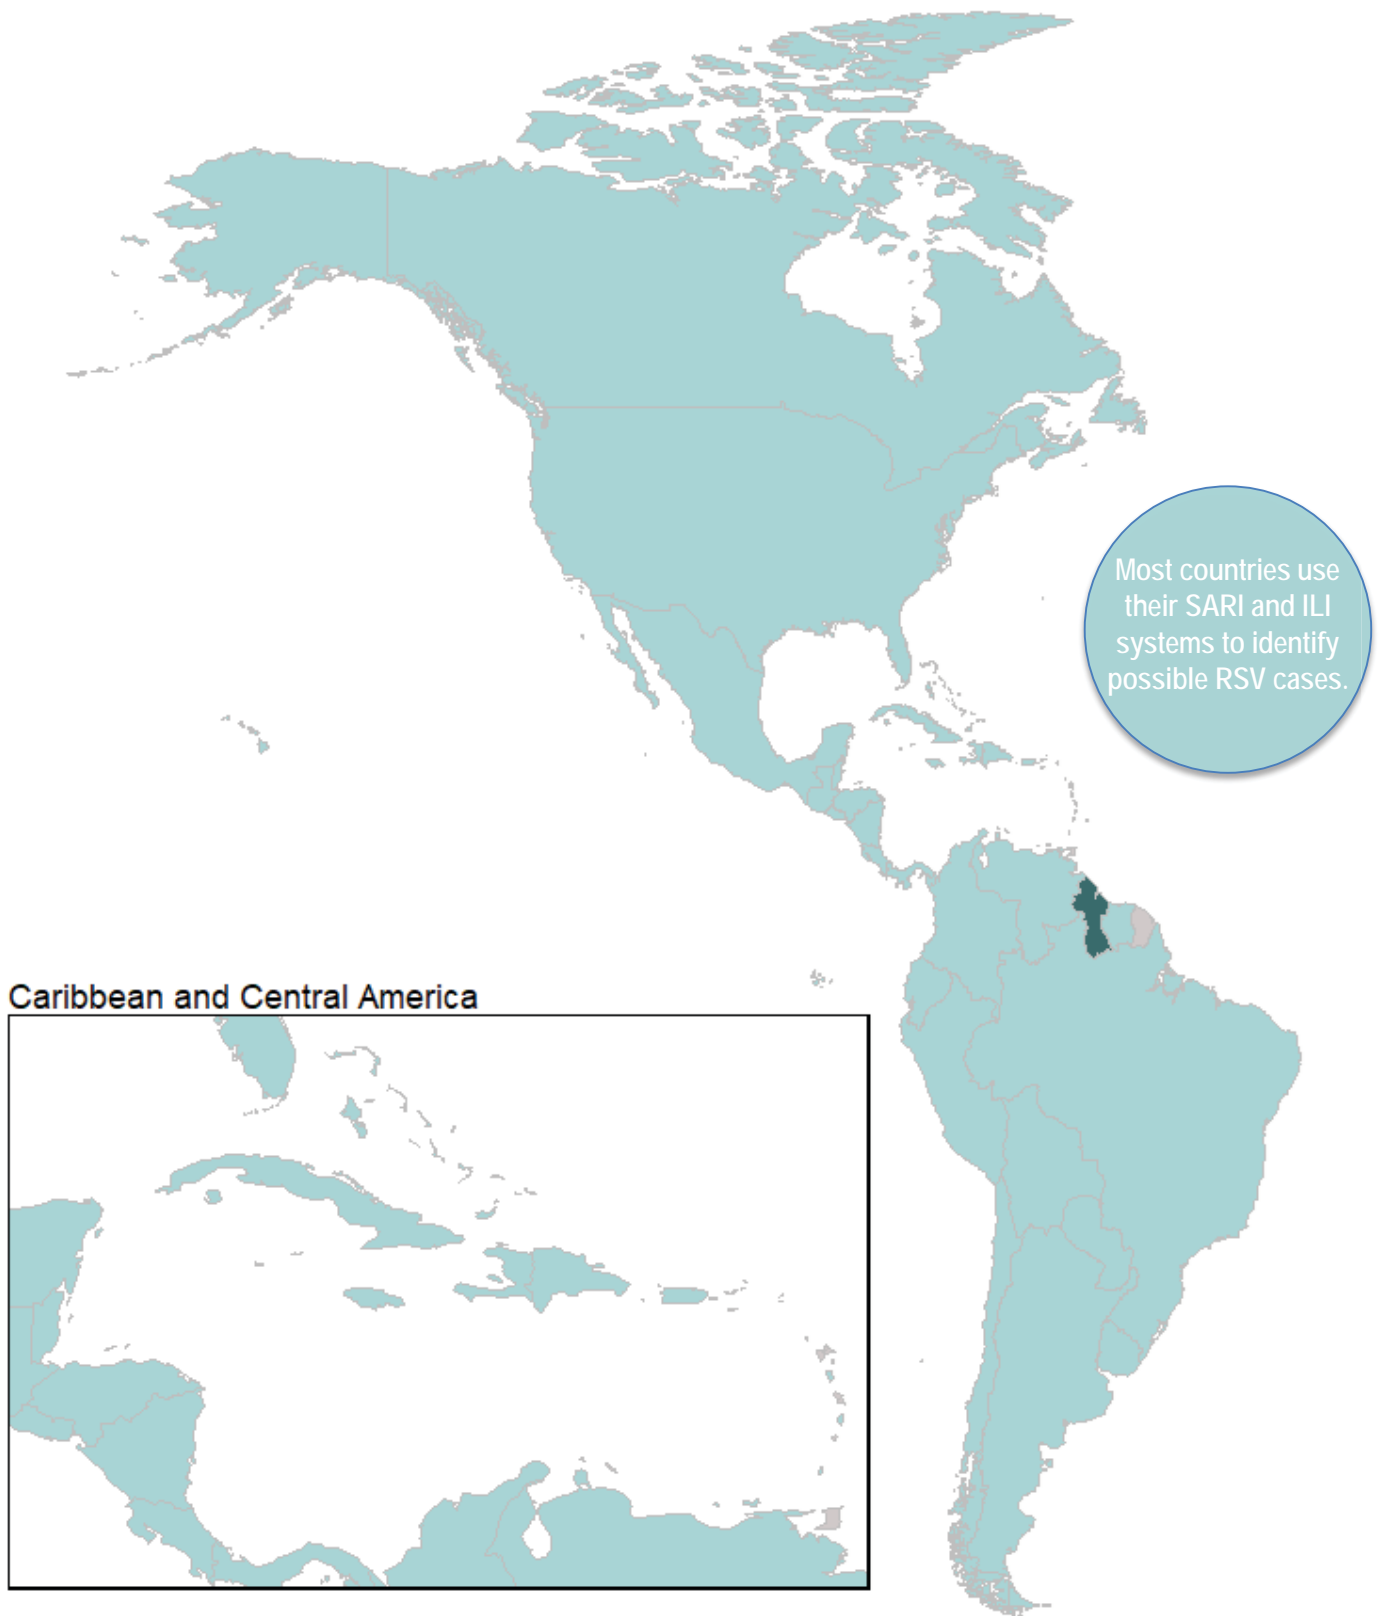 Most countries use
their SARI and ILI
systems to identify
possible RSV cases.
Caribbean and Central America